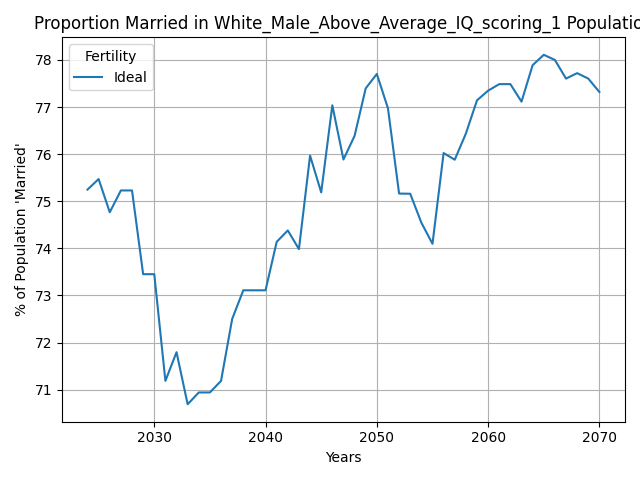 Proportion Married in White_Male_Above_Average_IQ_scoring_1 Populatio
Fertility
Ideal
78
77
76
75
74
73
72
71
% of Population 'Married'
2030 2040 2050 2060 2070
Years